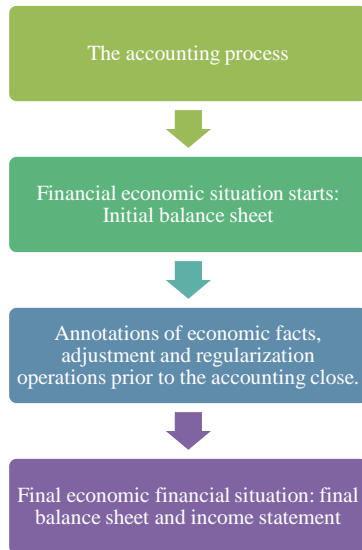 The accounting process
Financial economic situation starts:
Initial balance sheet
Annotations of economic facts,
adjustment and regularization
operations prior to the accounting close.
Final economic financial situation: final
balance sheet and income statement